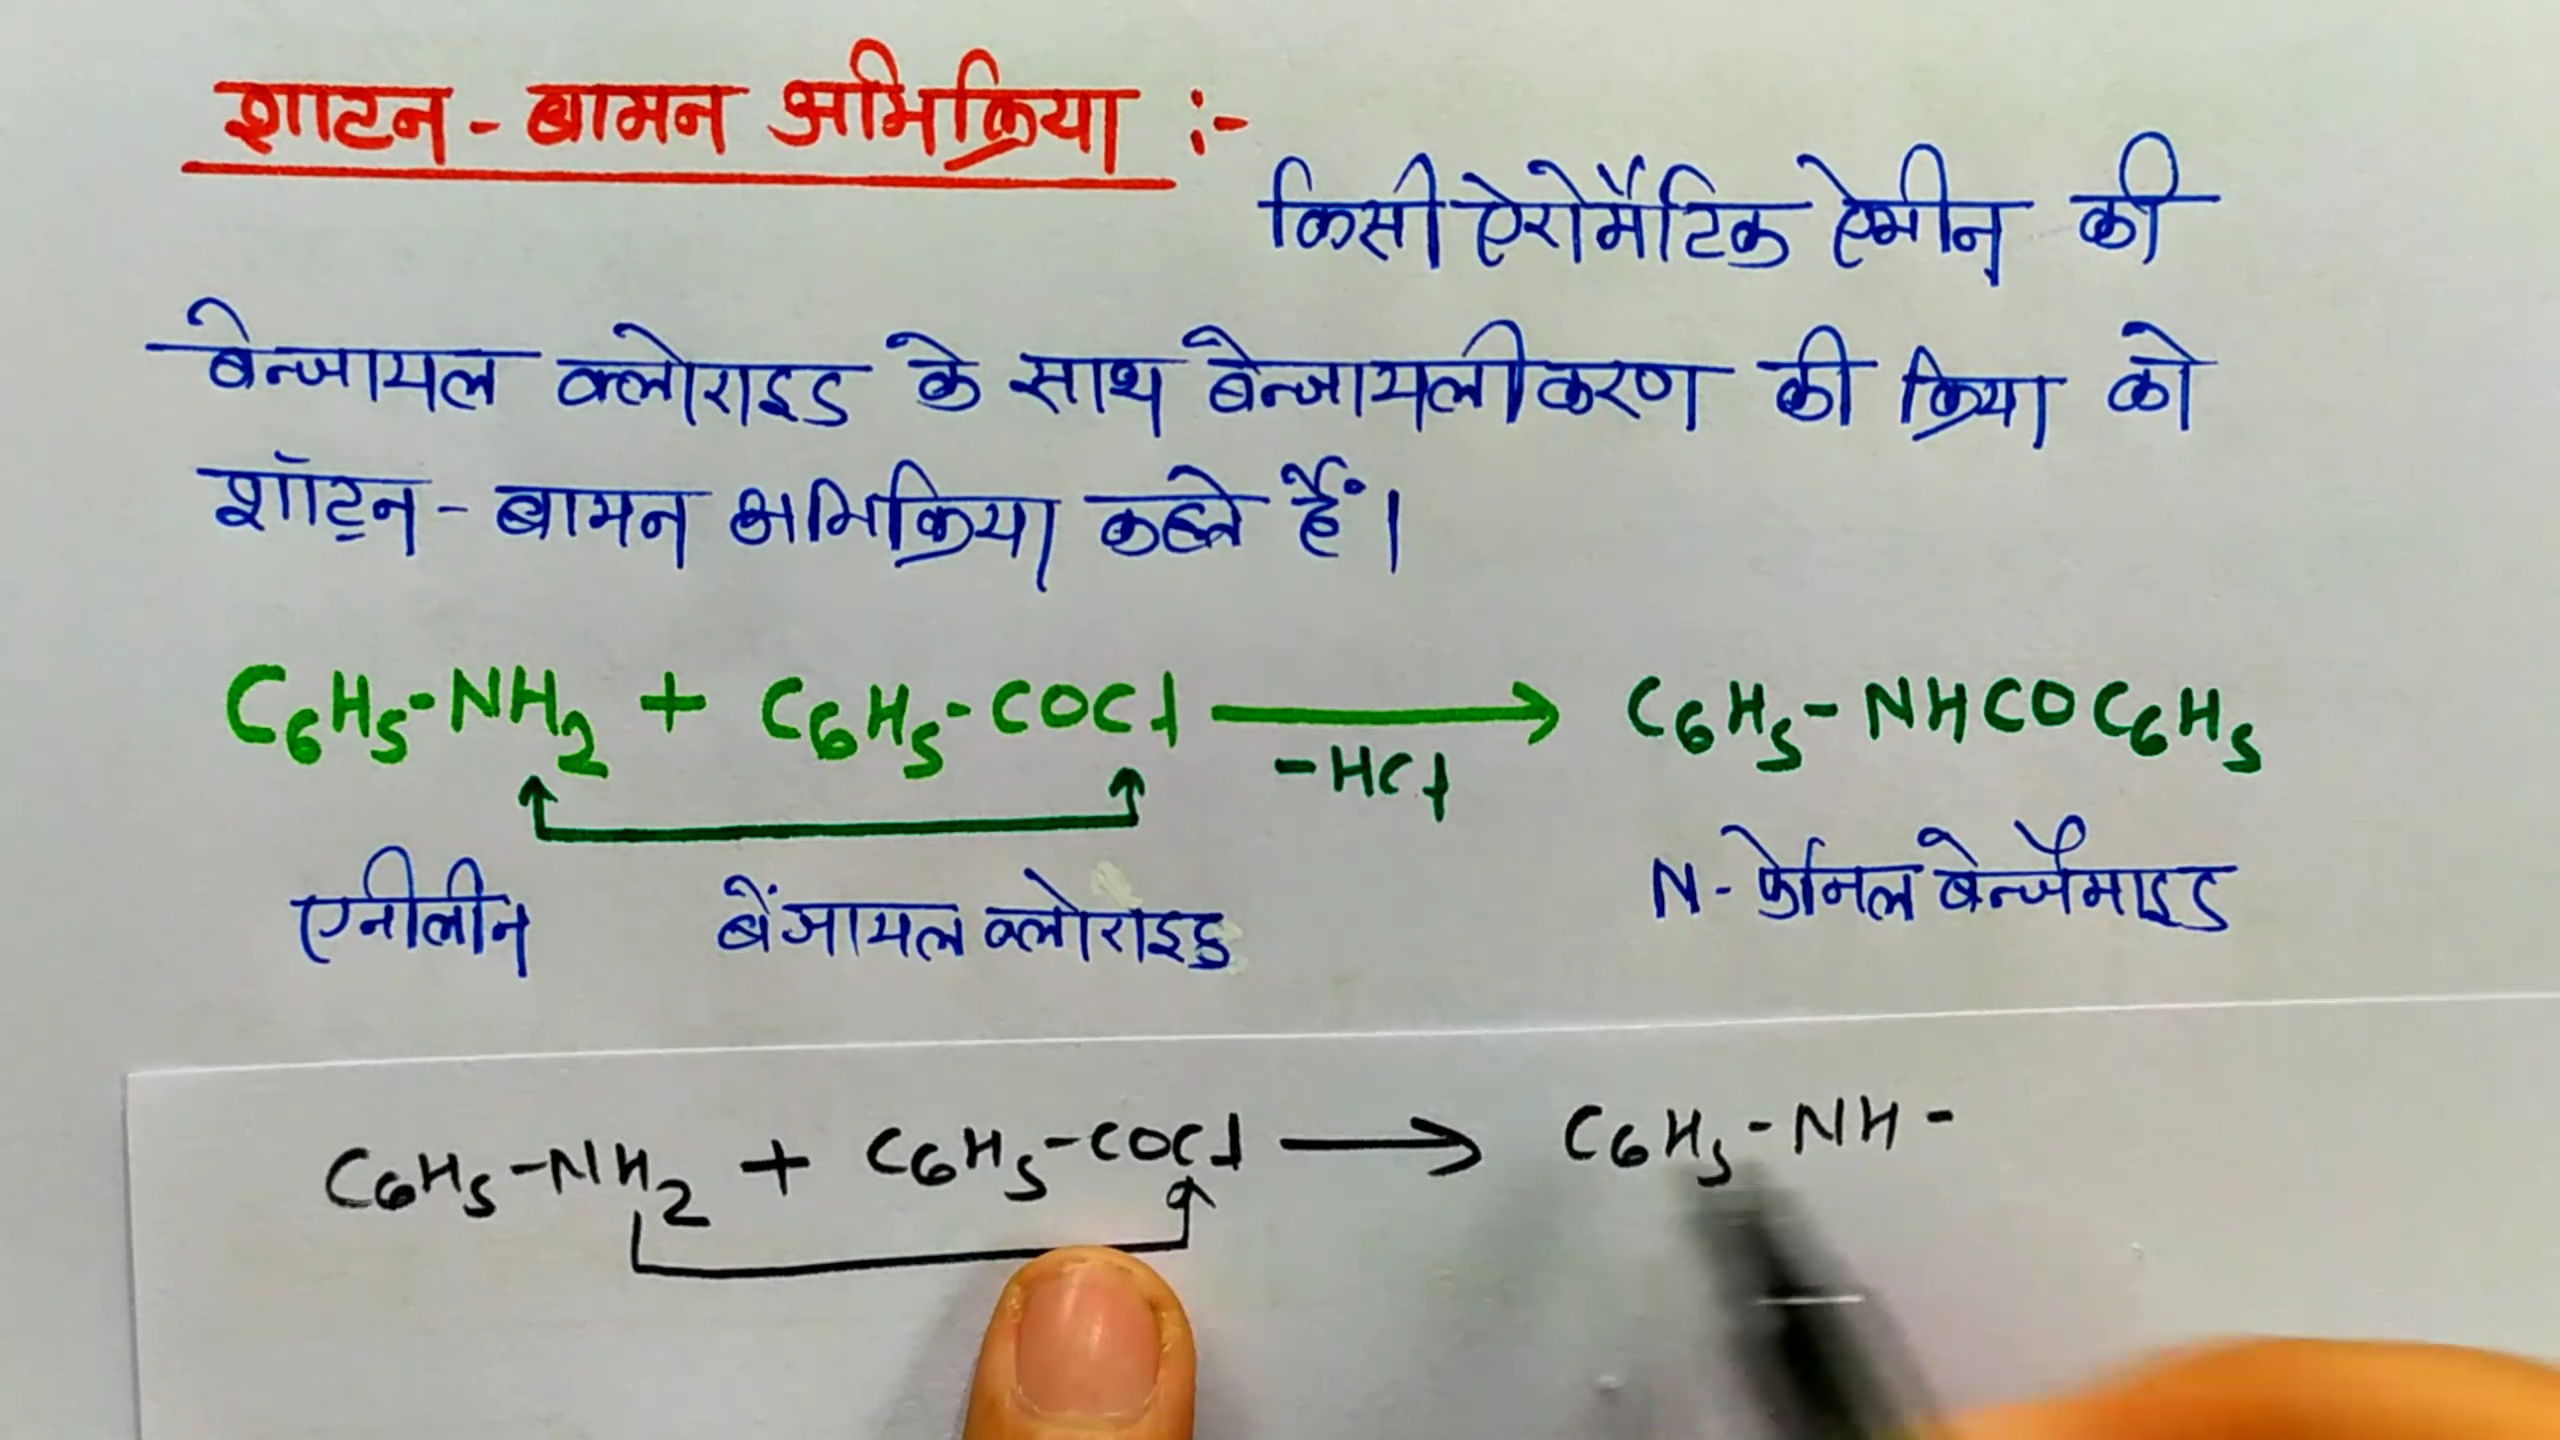 शाटन - बामन अभिक्रिया :-
किसी ऐरोमैटिक ऐमीन की
बेन्जायल क्लोराइड के साथ बेन्जायलीकरण की क्रिया को
शॉटन - बामन अभिक्रिया कहते हैं।
C6H5-NH2 + C6H5-COCl ⟶ C6H5-NHCOC6H5
-HCl
एनीलीन बेंजायल क्लोराइड N-फेनिल बेन्जैमाइड
C6H5-NH2 + C6H5-COCl ⟶ C6H5-NH-